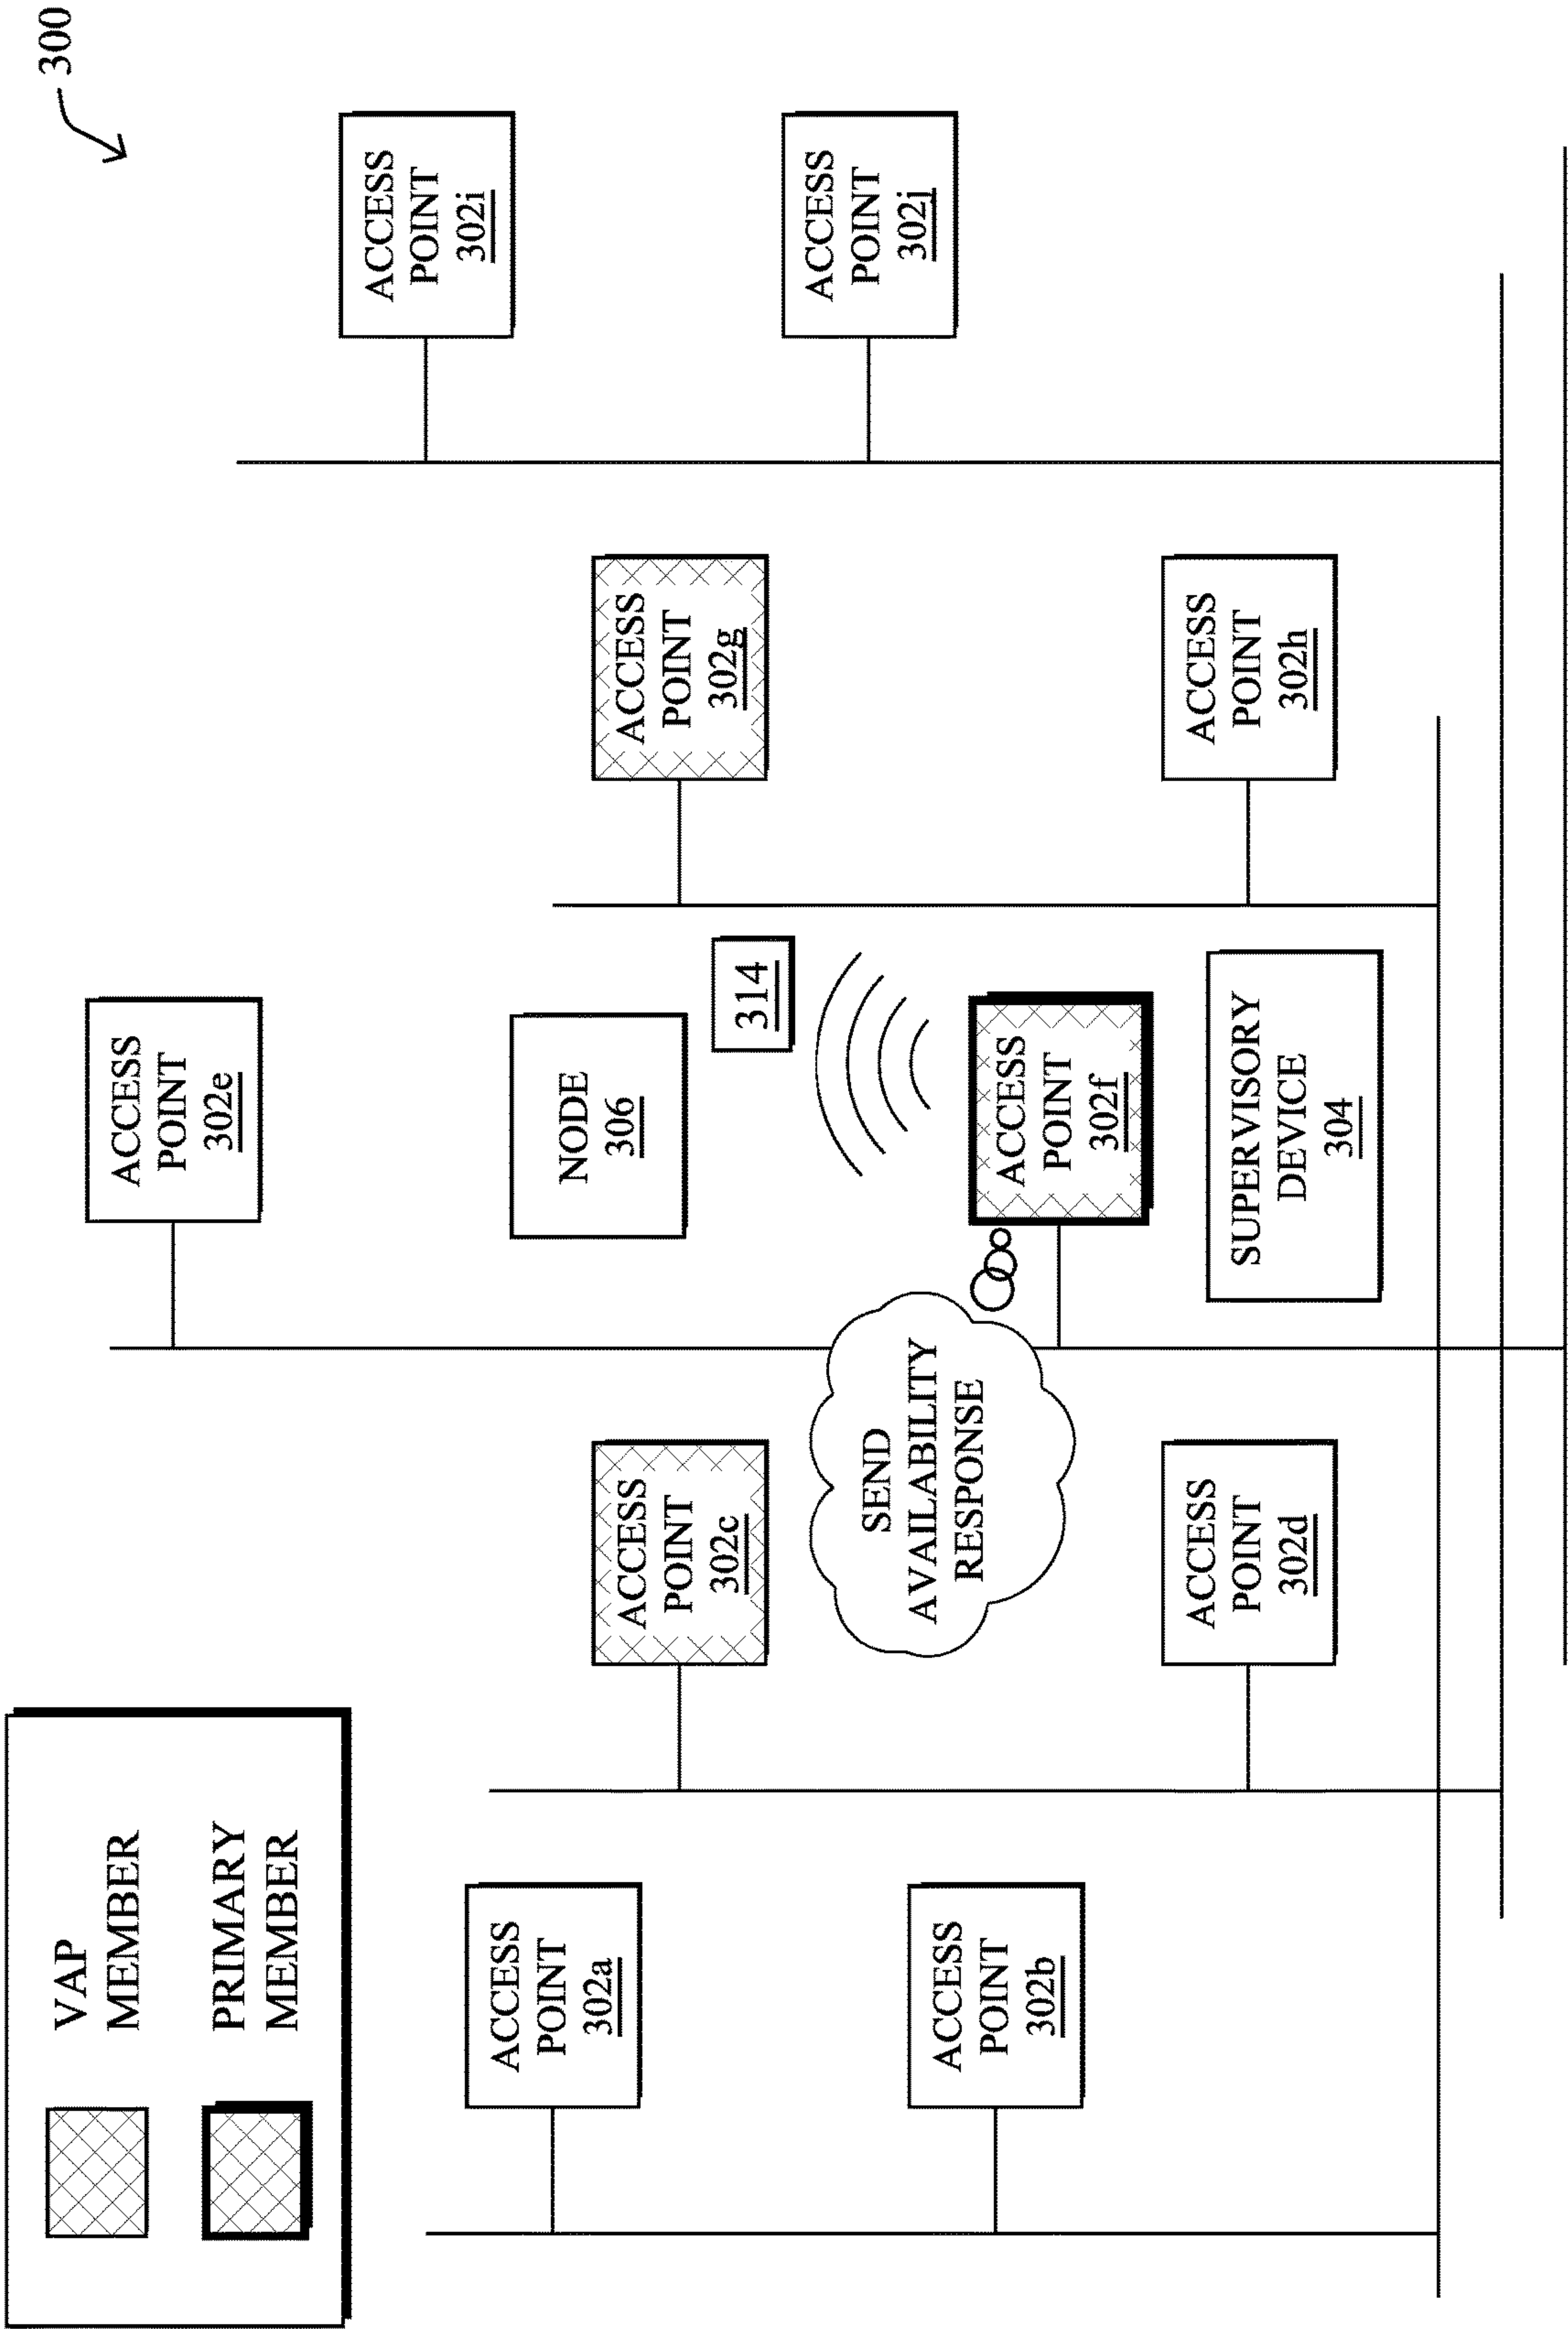 300
VAP
MEMBER
PRIMARY
MEMBER
ACCESS
POINT
302e
ACCESS
POINT
302i
ACCESS
POINT
302a
NODE
306
ACCESS
POINT
302c
ACCESS
POINT
302g
314
ACCESS
POINT
302j
SEND
AVAILABILITY
RESPONSE
ACCESS
POINT
302b
ACCESS
POINT
302f
ACCESS
POINT
302d
SUPERVISORY
DEVICE
304
ACCESS
POINT
302h